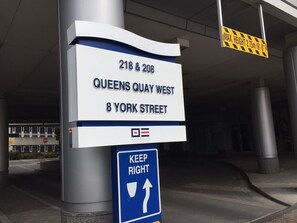 218 & 208
QUEENS QUAY WEST
8 YORK STREET
KEEP
RIGHT